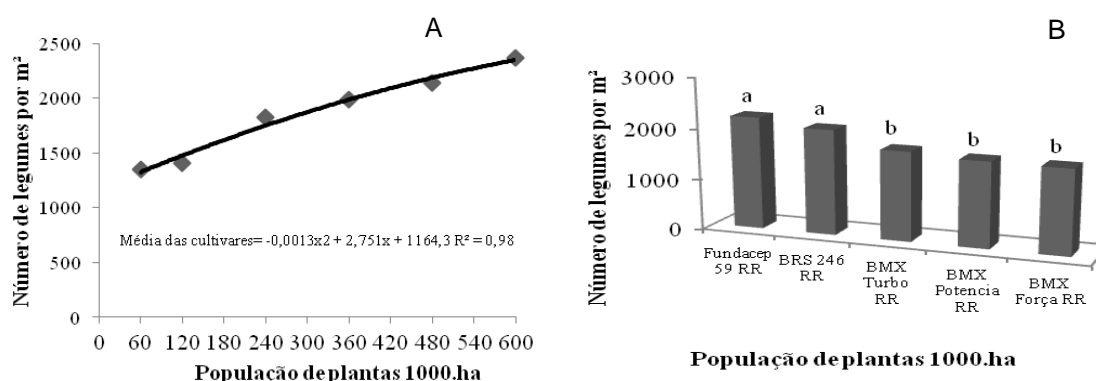 A
Número de legumes por m²
2500
2000
1500
1000
500
0
Média das cultivares= -0,0013x2 + 2,751x + 1164,3 R² = 0,98
0 60 120 180 240 300 360 420 480 540 600
População de plantas 1000.ha
B
Número de legumes por m²
3000
2000
1000
0
a a b b b
Fundacep 59 RR
BRS 246 RR
BMX Turbo RR
BMX Potencia RR
BMX Força RR
População de plantas 1000.ha